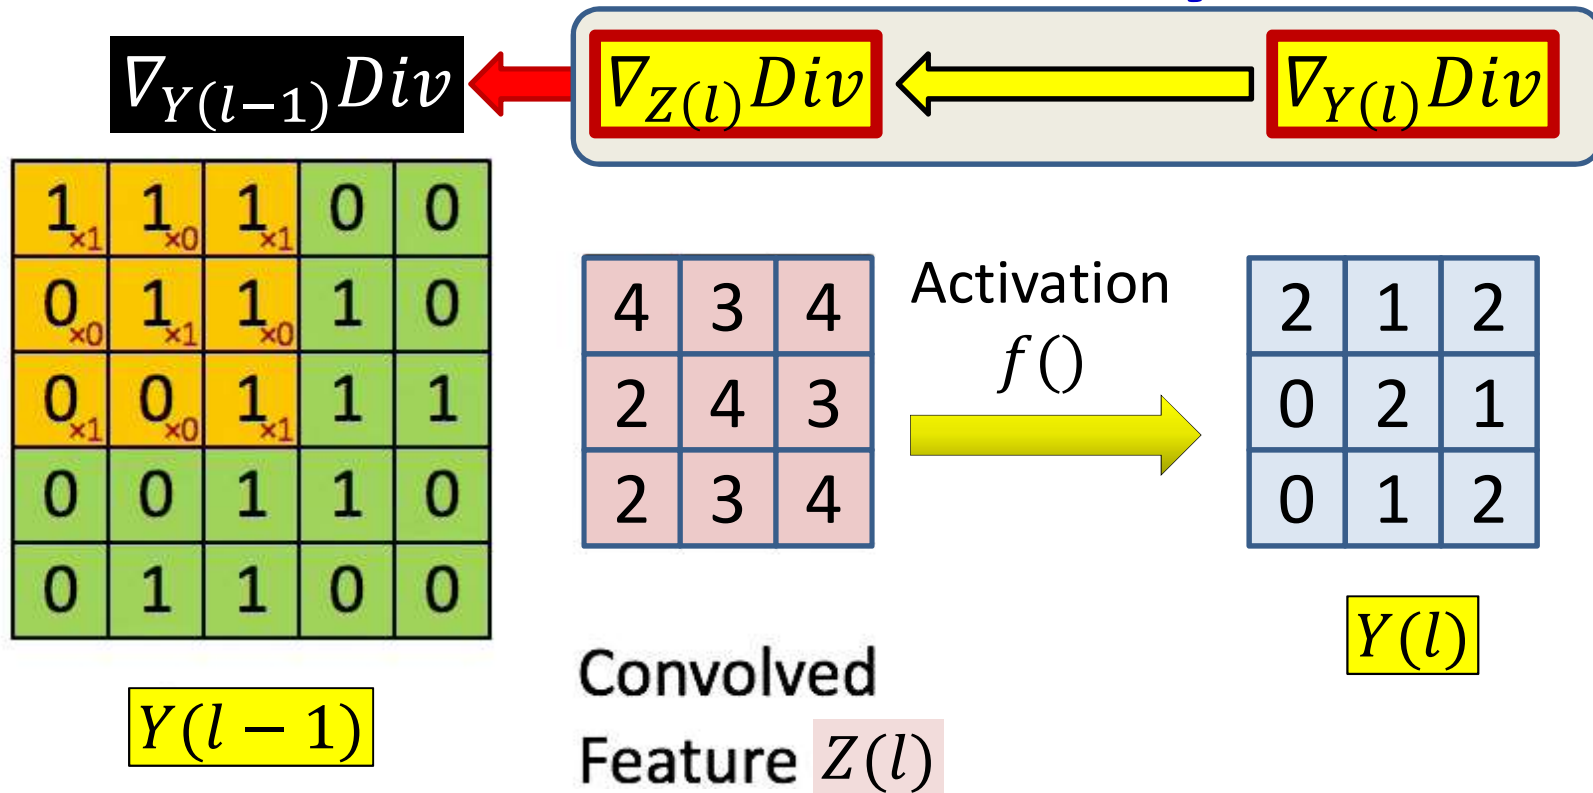 ∇Y(l−1)Div ∇Z(l)Div ∇Y(l)Div
1×1 1×0 1×1 0 0
0×0 1×1 1×0 1 0
0×1 0×0 1×1 1 1
0 0 1 1 0
0 1 1 0 0
Y(l − 1)
4 3 4
2 4 3
2 3 4
Convolved
Feature Z(l)
Activation
f()
2 1 2
0 2 1
0 1 2
Y(l)